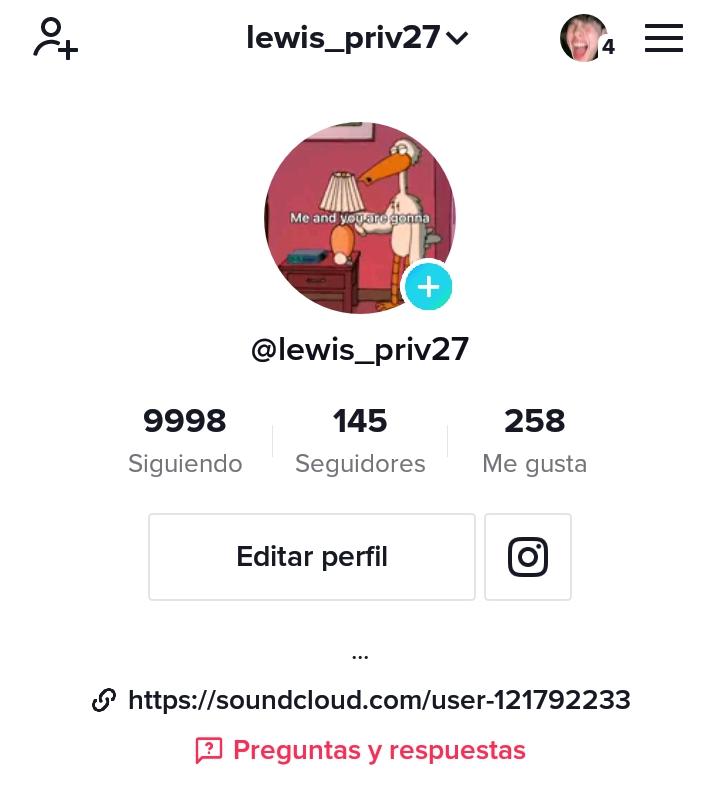 lewis_priv27
4
Me and you are gonna
@lewis_priv27
9998 145 258
Siguiendo Seguidores Me gusta
Editar perfil
...
https://soundcloud.com/user-121792233
Preguntas y respuestas